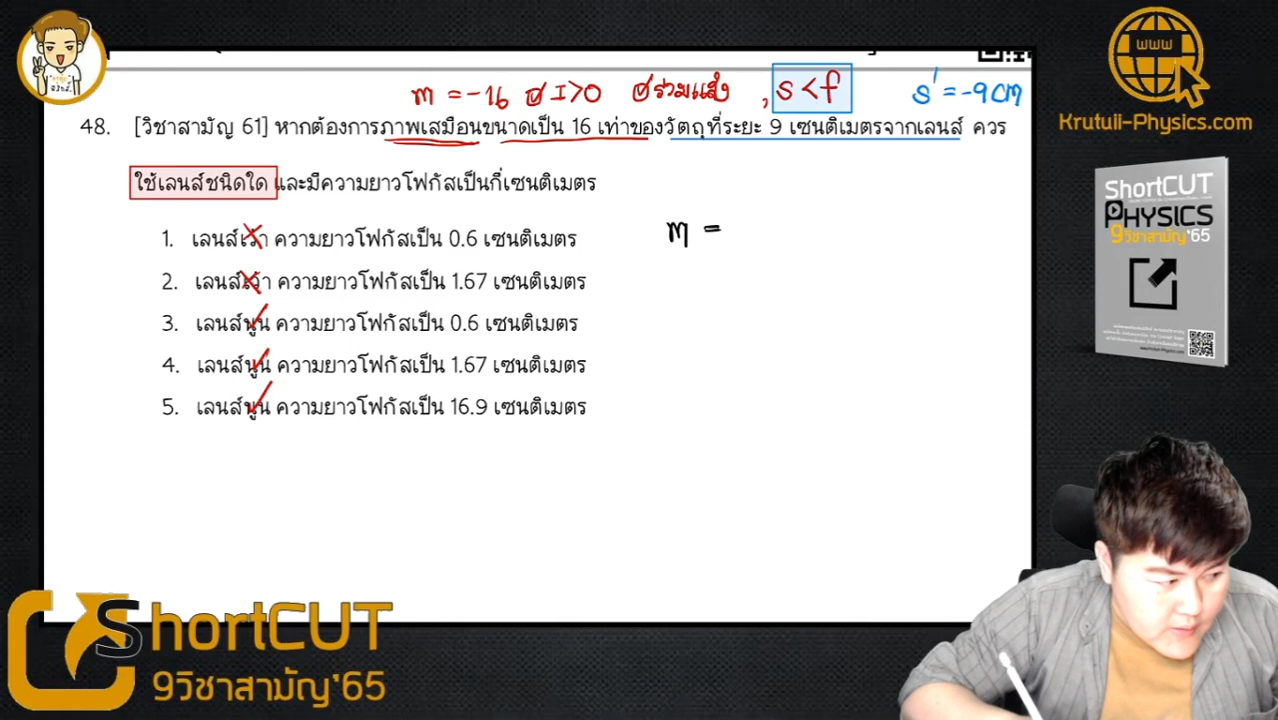 www
Krutuii-Physics.com
m = -16 I>0 รวมแสง , s < f s' = -9 cm
48. [วิชาสามัญ 61] หากต้องการภาพเสมือนขนาดเป็น 16 เท่าของวัตถุที่ระยะ 9 เซนติเมตรจากเลนส์ ควร
ใช้เลนส์ชนิดใด และมีความยาวโฟกัสเป็นกี่เซนติเมตร
1. เลนส์เว้า ความยาวโฟกัสเป็น 0.6 เซนติเมตร
m =
2. เลนส์เว้า ความยาวโฟกัสเป็น 1.67 เซนติเมตร
3. เลนส์นูน ความยาวโฟกัสเป็น 0.6 เซนติเมตร
4. เลนส์นูน ความยาวโฟกัสเป็น 1.67 เซนติเมตร
5. เลนส์นูน ความยาวโฟกัสเป็น 16.9 เซนติเมตร
ShortCUT
PHYSICS
9วิชาสามัญ'65
ShortCUT
9วิชาสามัญ'65